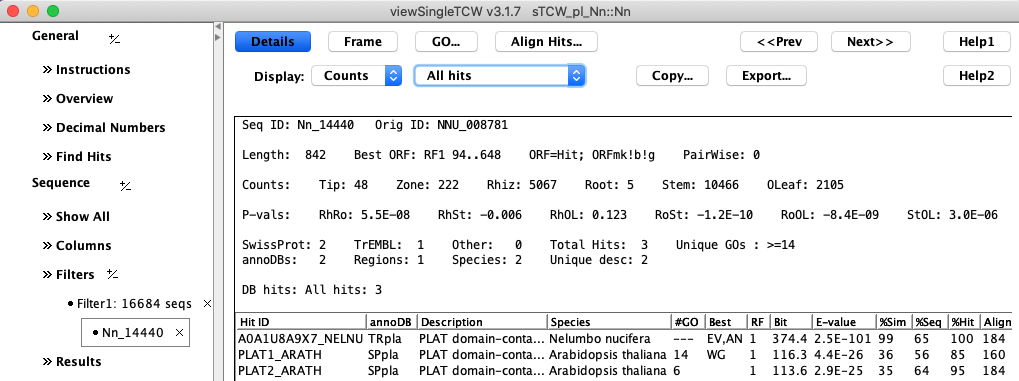 viewSingleTCW v3.1.7 sTCW_pl_Nn::Nn
General
Instructions
Overview
Decimal Numbers
Find Hits
Sequence
Show All
Columns
Filters
Filter1: 16684 seqs ×
Nn_14440 ×
Results
Details Frame GO... Align Hits... <<Prev Next>> Help1
Display: Counts All hits Copy... Export... Help2
Seq ID: Nn_14440 Orig ID: NNU_008781
Length: 842 Best ORF: RF1 94..648 ORF=Hit; ORFmk!b!g PairWise: 0
Counts: Tip: 48 Zone: 222 Rhiz: 5067 Root: 5 Stem: 10466 OLeaf: 2105
P-vals: RhRo: 5.5E-08 RhSt: -0.006 RhOL: 0.123 RoSt: -1.2E-10 RoOL: -8.4E-09 StOL: 3.0E-06
SwissProt: 2 TrEMBL: 1 Other: 0 Total Hits: 3 Unique GOs : >=14
annoDBs: 2 Regions: 1 Species: 2 Unique desc: 2
DB hits: All hits: 3
Hit ID annoDB Description Species #GO Best RF Bit E-value %Sim %Seq %Hit Align
A0A1U8A9X7_NELNU TRpla PLAT domain-conta... Nelumbo nucifera --- EV,AN 1 374.4 2.5E-101 99 65 100 184
PLAT1_ARATH SPpla PLAT domain-conta... Arabidopsis thaliana 14 WG 1 116.3 4.4E-26 36 56 85 160
PLAT2_ARATH SPpla PLAT domain-conta... Arabidopsis thaliana 6 RF 1 113.6 2.9E-25 35 64 95 184